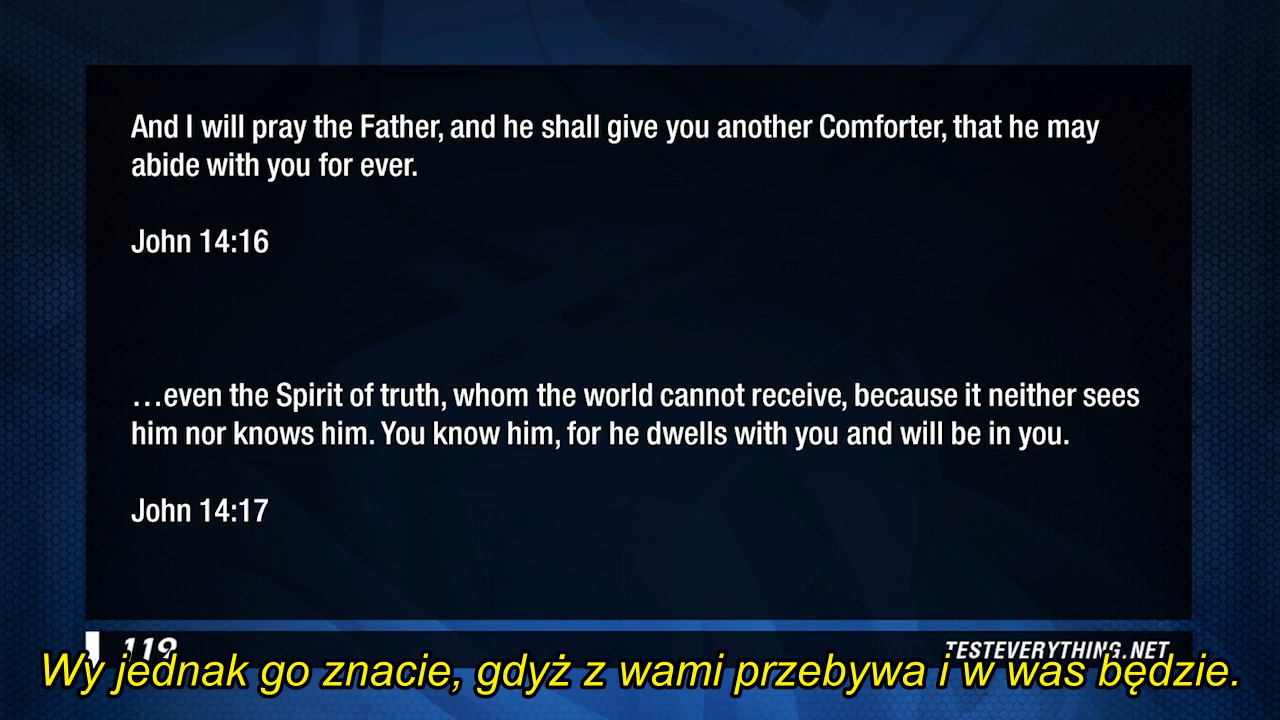 And I will pray the Father, and he shall give you another Comforter, that he may
abide with you for ever.
John 14:16
…even the Spirit of truth, whom the world cannot receive, because it neither sees
him nor knows him. You know him, for he dwells with you and will be in you.
John 14:17
119
TESTEVERYTHING.NET
Wy jednak go znacie, gdyż z wami przebywa i w was będzie.